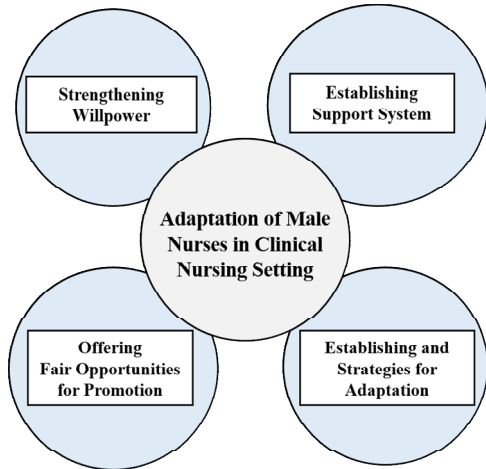 Strengthening
Willpower
Establishing
Support System
Adaptation of Male
Nurses in Clinical
Nursing Setting
Offering
Fair Opportunities
for Promotion
Establishing and
Strategies for
Adaptation